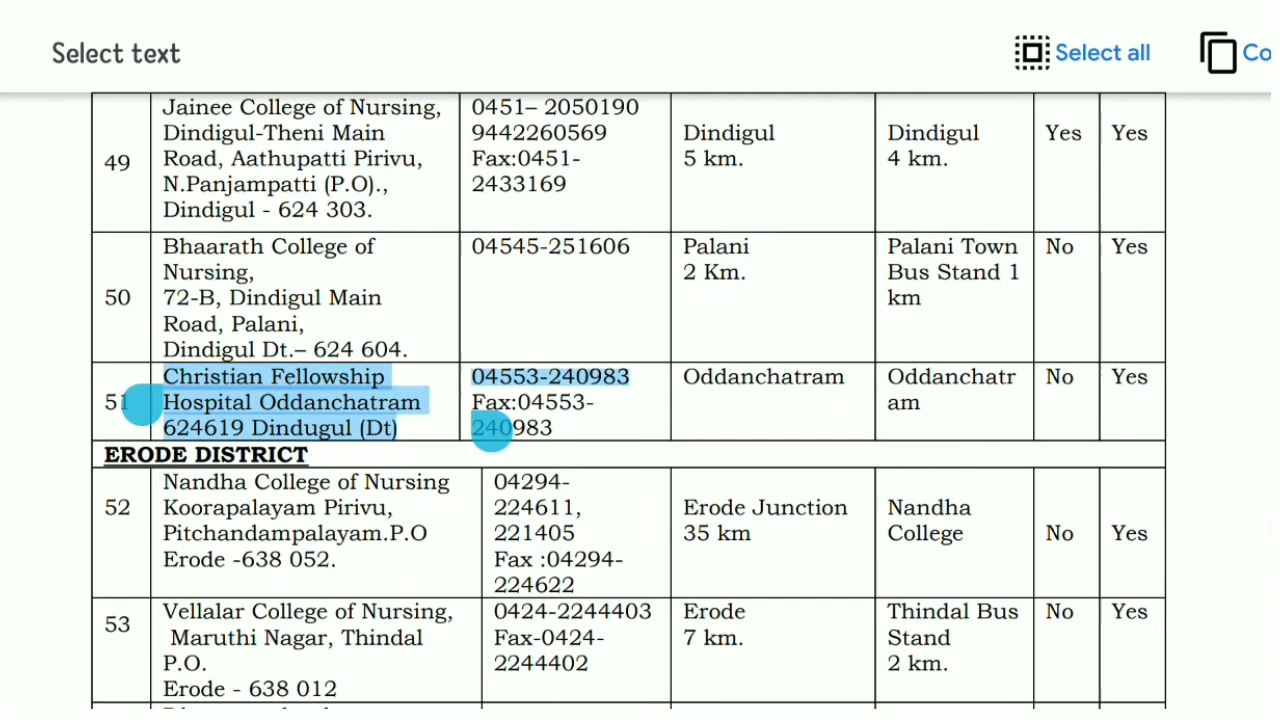 Select text
Select all
Co
49
Jainee College of Nursing,
Dindigul-Theni Main
Road, Aathupatti Pirivu,
N.Panjampatti (P.O).,
Dindigul - 624 303.
0451– 2050190
9442260569
Fax:0451-
2433169
Dindigul
5 km.
Dindigul
4 km.
Yes
Yes
50
Bhaarath College of
Nursing,
72-B, Dindigul Main
Road, Palani,
Dindigul Dt.– 624 604.
04545-251606
Palani
2 Km.
Palani Town
Bus Stand 1
km
No
Yes
51
Christian Fellowship
Hospital Oddanchatram
624619 Dindugul (Dt)
04553-240983
Fax:04553-
240983
Oddanchatram
Oddanchatr
am
No
Yes
ERODE DISTRICT
52
Nandha College of Nursing
Koorapalayam Pirivu,
Pitchandampalayam.P.O
Erode -638 052.
04294-
224611,
221405
Fax :04294-
224622
Erode Junction
35 km
Nandha
College
No
Yes
53
Vellalar College of Nursing,
Maruthi Nagar, Thindal
P.O.
Erode - 638 012
0424-2244403
Fax-0424-
2244402
Erode
7 km.
Thindal Bus
Stand
2 km.
No
Yes